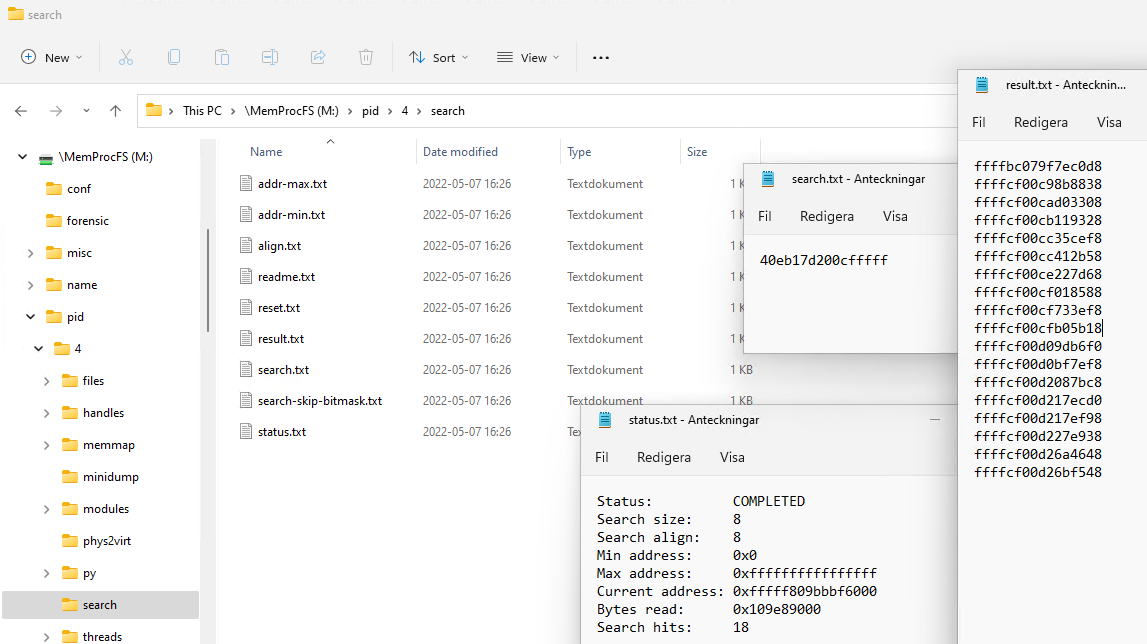 search
New
Sort
View
This PC > \MemProcFS (M:) > pid > 4 > search
\MemProcFS (M:)
conf
forensic
misc
name
pid
4
files
handles
memmap
minidump
modules
phys2virt
py
search
threads
Name Date modified Type Size
addr-max.txt 2022-05-07 16:26 Textdokument 1 K
addr-min.txt 2022-05-07 16:26 Textdokument 1 K
align.txt 2022-05-07 16:26 Textdokument 1 K
readme.txt 2022-05-07 16:26 Textdokument 1 K
reset.txt 2022-05-07 16:26 Textdokument 1 K
result.txt 2022-05-07 16:26 Textdokument 1 K
search.txt 2022-05-07 16:26 Textdokument 1 KB
search-skip-bitmask.txt 2022-05-07 16:26 Textdokument 1 KB
status.txt 2022-05-07 16:26
search.txt - Anteckningar
Fil Redigera Visa
40eb17d200cfffff
status.txt - Anteckningar
Fil Redigera Visa
Status: COMPLETED
Search size: 8
Search align: 8
Min address: 0x0
Max address: 0xffffffffffffffff
Current address: 0xfffff809bbbf6000
Bytes read: 0x109e89000
Search hits: 18
result.txt - Antecknin...
Fil Redigera Visa
ffffbc079f7ec0d8
ffffcf00c98b8838
ffffcf00cad03308
ffffcf00cb119328
ffffcf00cc35cef8
ffffcf00cc412b58
ffffcf00ce227d68
ffffcf00cf018588
ffffcf00cf733ef8
ffffcf00cfb05b18
ffffcf00d09db6f0
ffffcf00d0bf7ef8
ffffcf00d2087bc8
ffffcf00d217ecd0
ffffcf00d217ef98
ffffcf00d227e938
ffffcf00d26a4648
ffffcf00d26bf548